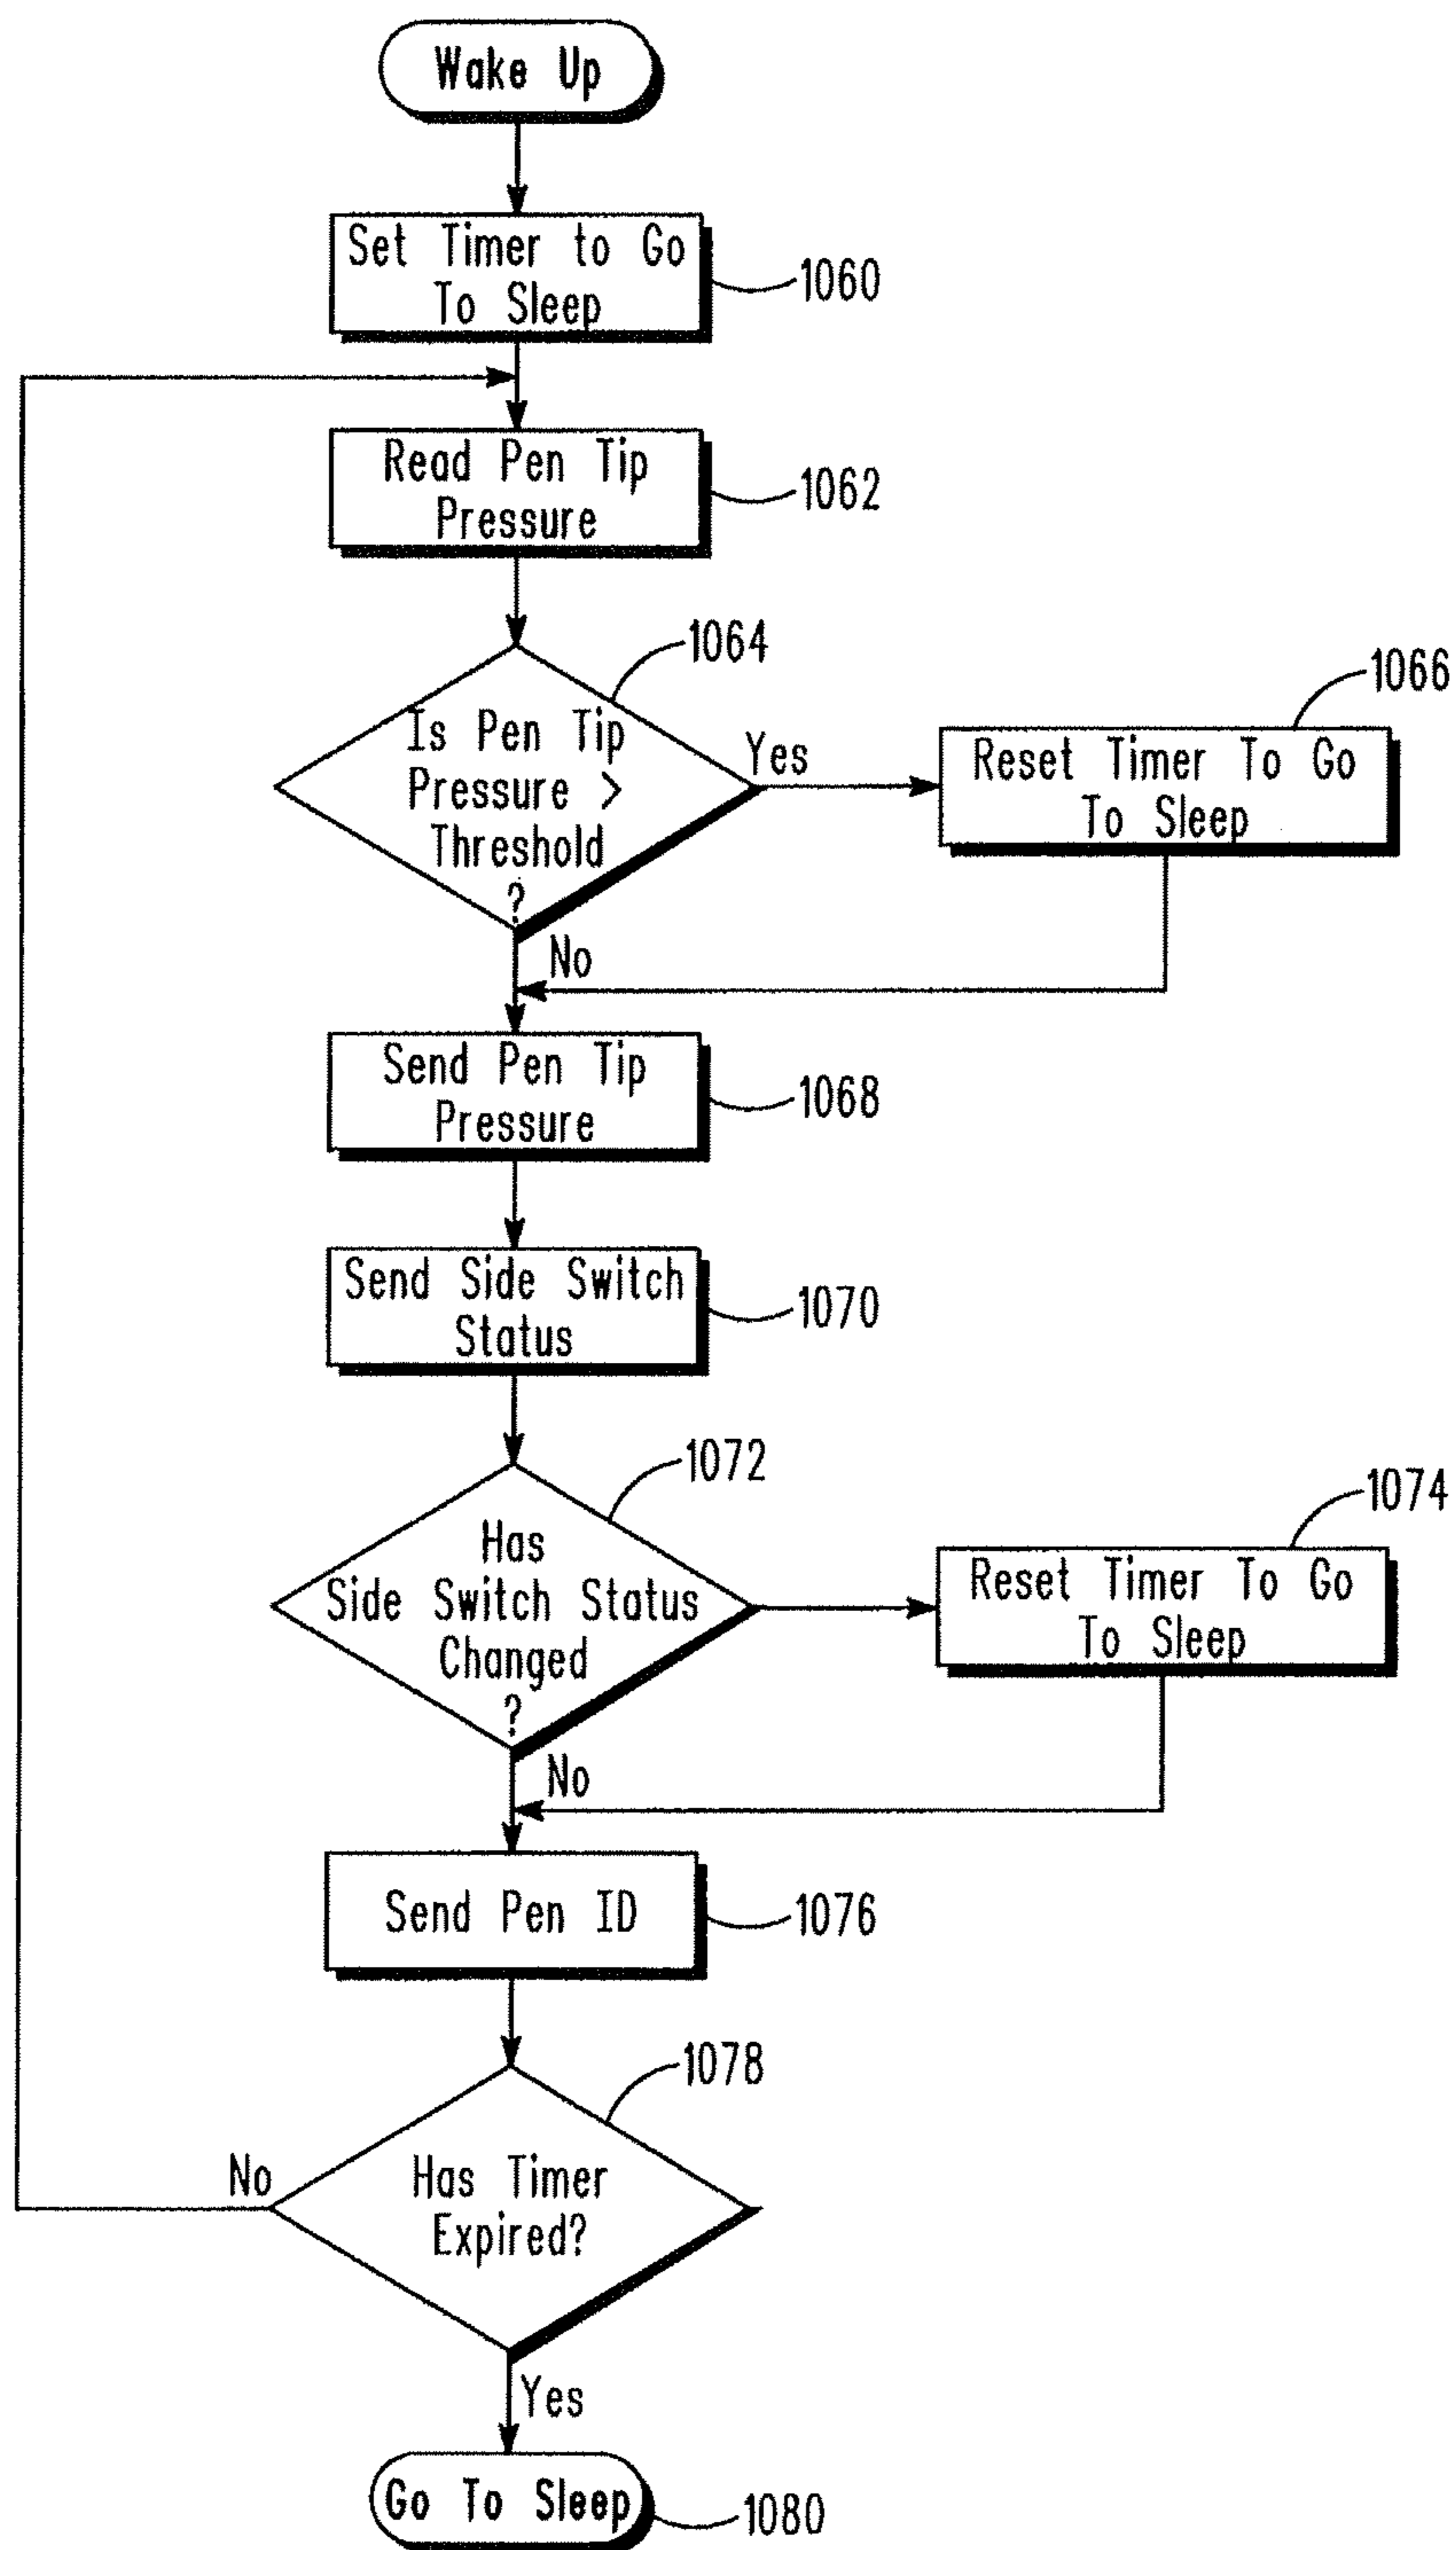 Wake Up
Set Timer to Go
To Sleep
1060
Read Pen Tip
Pressure
1062
1064
Is Pen Tip
Pressure >
Threshold
?
Yes
1066
Reset Timer To Go
To Sleep
No
Send Pen Tip
Pressure
1068
Send Side Switch
Status
1070
1072
Has
Side Switch Status
Changed
?
1074
Reset Timer To Go
To Sleep
No
Send Pen ID
1076
1078
Has Timer
Expired?
No
Yes
Go To Sleep
1080